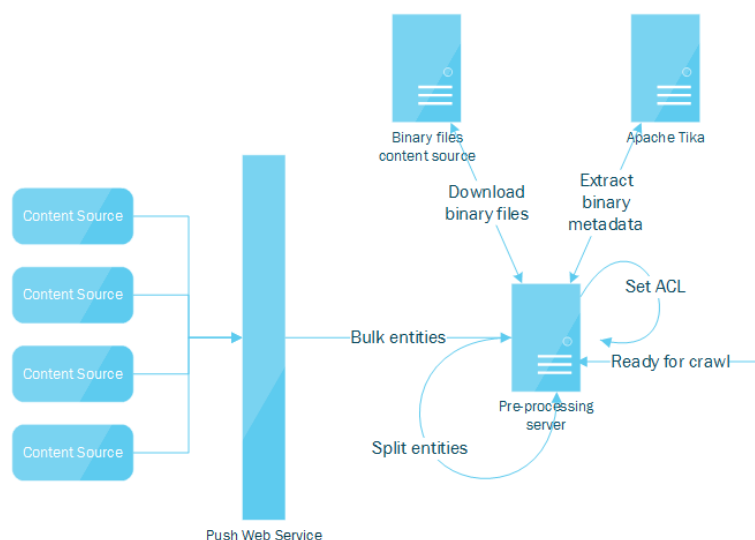 Binary files
content source
Apache Tika
Download
binary files
Extract
binary
metadata
Content Source
Content Source
Content Source
Content Source
Set ACL
Bulk entities
Ready for crawl
Pre-processing
server
Split entities
Push Web Service